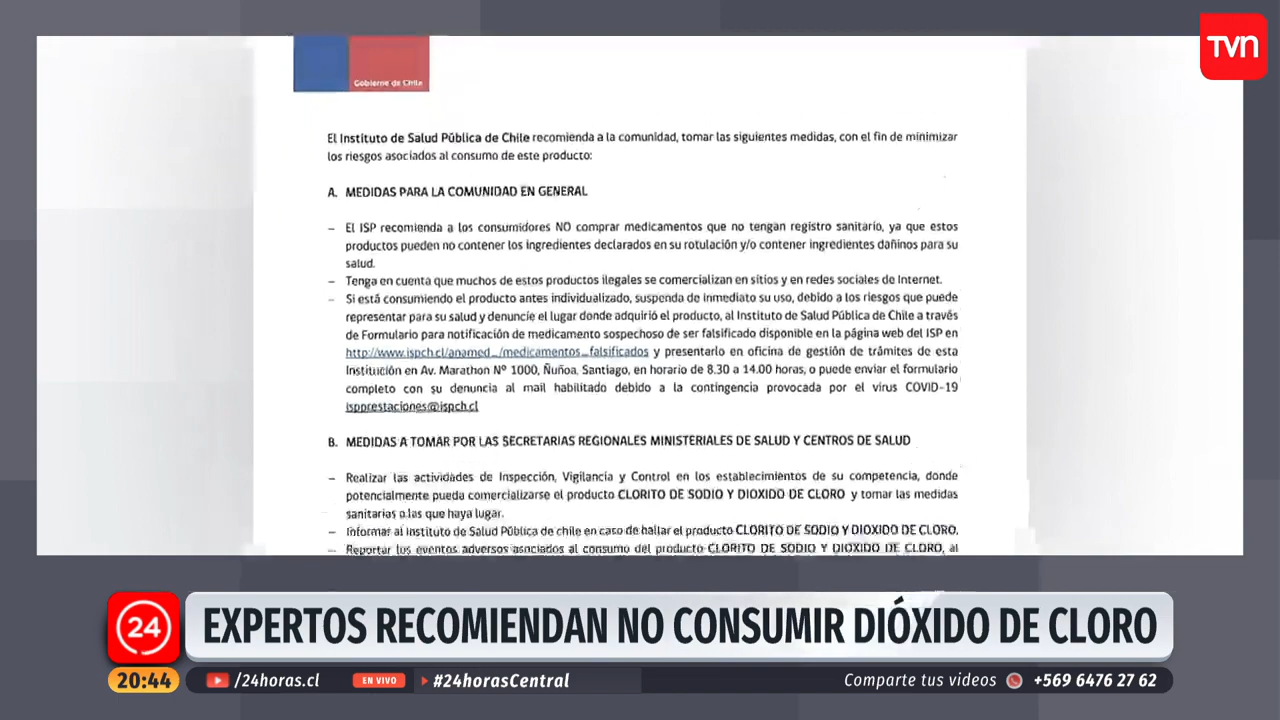 TVN
Gobierno de Chile
El Instituto de Salud Pública de Chile recomienda a la comunidad, tomar las siguientes medidas, con el fin de minimizar
los riesgos asociados al consumo de este producto:
A. MEDIDAS PARA LA COMUNIDAD EN GENERAL
– El ISP recomienda a los consumidores NO comprar medicamentos que no tengan registro sanitario, ya que estos
productos pueden no contener los ingredientes declarados en su rotulación y/o contener ingredientes dañinos para su
salud.
– Tenga en cuenta que muchos de estos productos ilegales se comercializan en sitios y en redes sociales de Internet.
– Si está consumiendo el producto antes individualizado, suspenda de inmediato su uso, debido a los riesgos que puede
representar para su salud y denuncíe el lugar donde adquirió el producto, al Instituto de Salud Pública de Chile a través
de Formulario para notificación de medicamento sospechoso de ser falsificado disponible en la página web del ISP en
http://www.ispch.cl/anamed_/medicamentos_falsificados y presentarlo en oficina de gestión de trámites de esta
Institución en Av. Marathon Nº 1000, Ñuñoa, Santiago, en horario de 8.30 a 14.00 horas, o puede enviar el formulario
completo con su denuncia al mail habilitado debido a la contingencia provocada por el virus COVID-19
ispprestaciones@ispch.cl
B. MEDIDAS A TOMAR POR LAS SECRETARIAS REGIONALES MINISTERIALES DE SALUD Y CENTROS DE SALUD
– Realizar las actividades de Inspección, Vigilancia y Control en los establecimientos de su competencia, donde
potencialmente pueda comercializarse el producto CLORITO DE SODIO Y DIOXIDO DE CLORO y tomar las medidas
sanitarias a las que haya lugar.
– Informar al Instituto de Salud Pública de chile en caso de hallar el producto CLORITO DE SODIO Y DIOXIDO DE CLORO.
– Reportar los eventos adversos asociados al consumo del producto CLORITO DE SODIO Y DIOXIDO DE CLORO, al
24 EXPERTOS RECOMIENDAN NO CONSUMIR DIÓXIDO DE CLORO
20:44 /24horas.cl EN VIVO #24horasCentral Comparte tus videos +569 6476 27 62